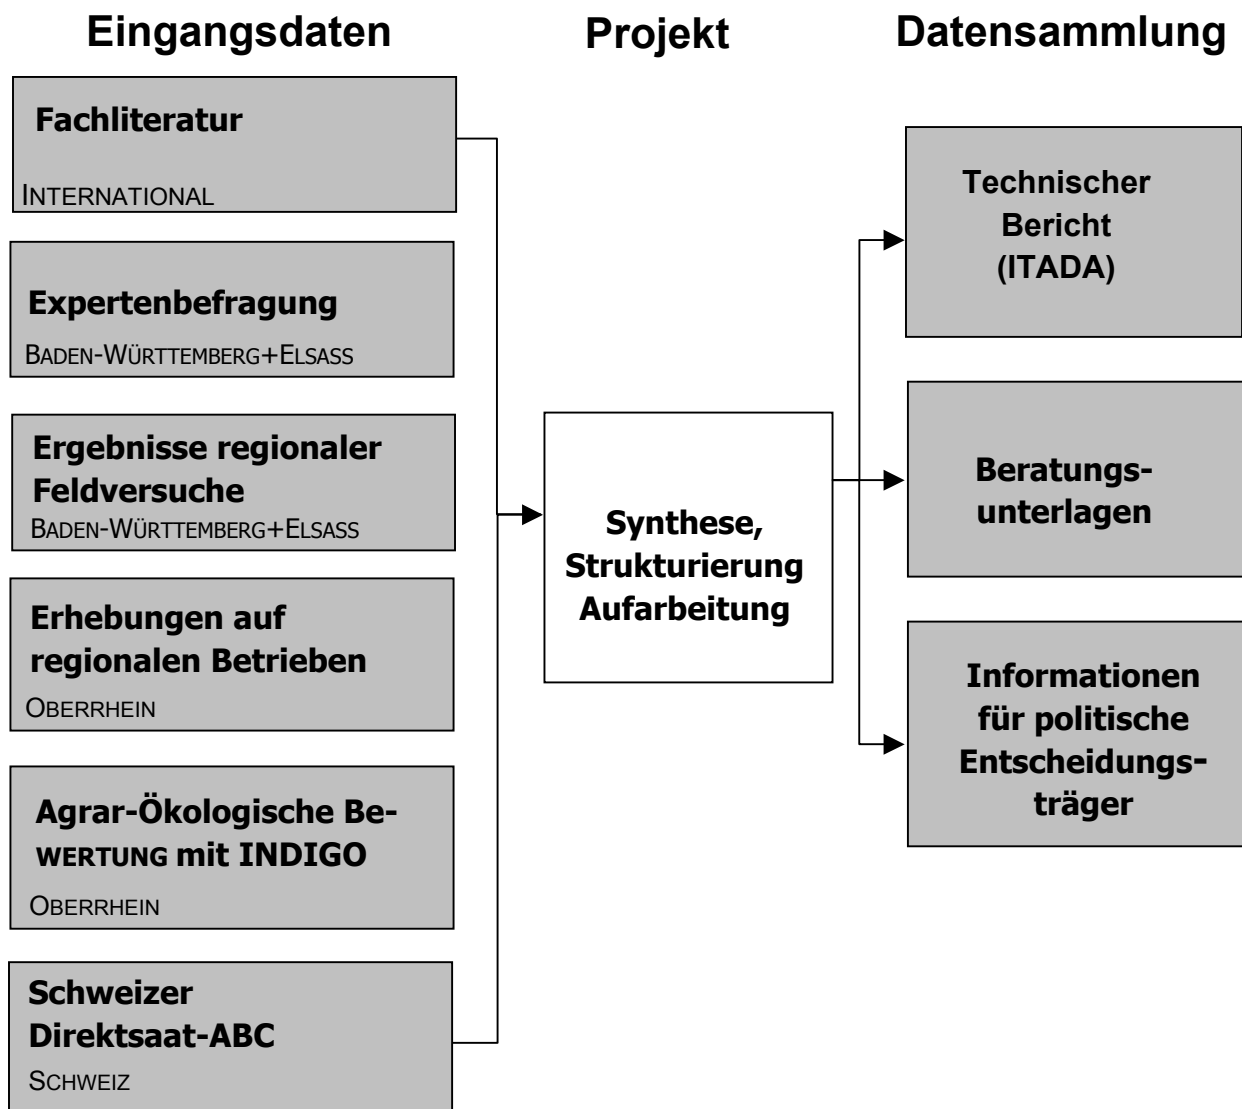 Eingangsdaten
Projekt
Datensammlung
Fachliteratur
INTERNATIONAL
Expertenbefragung
BADEN-WÜRTTEMBERG+ELSASS
Ergebnisse regionaler
Feldversuche
BADEN-WÜRTTEMBERG+ELSASS
Erhebungen auf
regionalen Betrieben
OBERRHEIN
Agrar-Ökologische Be-
WERTUNG mit INDIGO
OBERRHEIN
Schweizer
Direktsaat-ABC
SCHWEIZ
Synthese,
Strukturierung
Aufarbeitung
Technischer
Bericht
(ITADA)
Beratungs-
unterlagen
Informationen
für politische
Entscheidungs-
träger